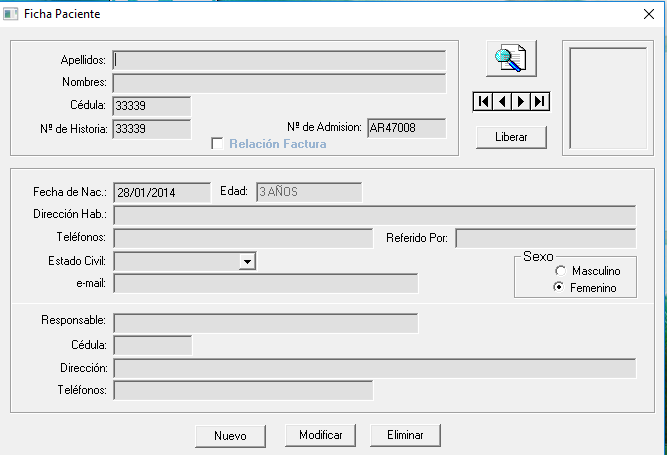 Ficha Paciente
Apellidos:
Nombres:
Cédula: 33339
Nº de Historia: 33339 Nº de Admision: AR47008
Relación Factura
Liberar
Fecha de Nac.: 28/01/2014 Edad: 3 AÑOS
Dirección Hab.:
Teléfonos: Referido Por:
Estado Civil:
Sexo
Masculino
e-mail: Femenino
Responsable:
Cédula:
Dirección:
Teléfonos:
Nuevo Modificar Eliminar